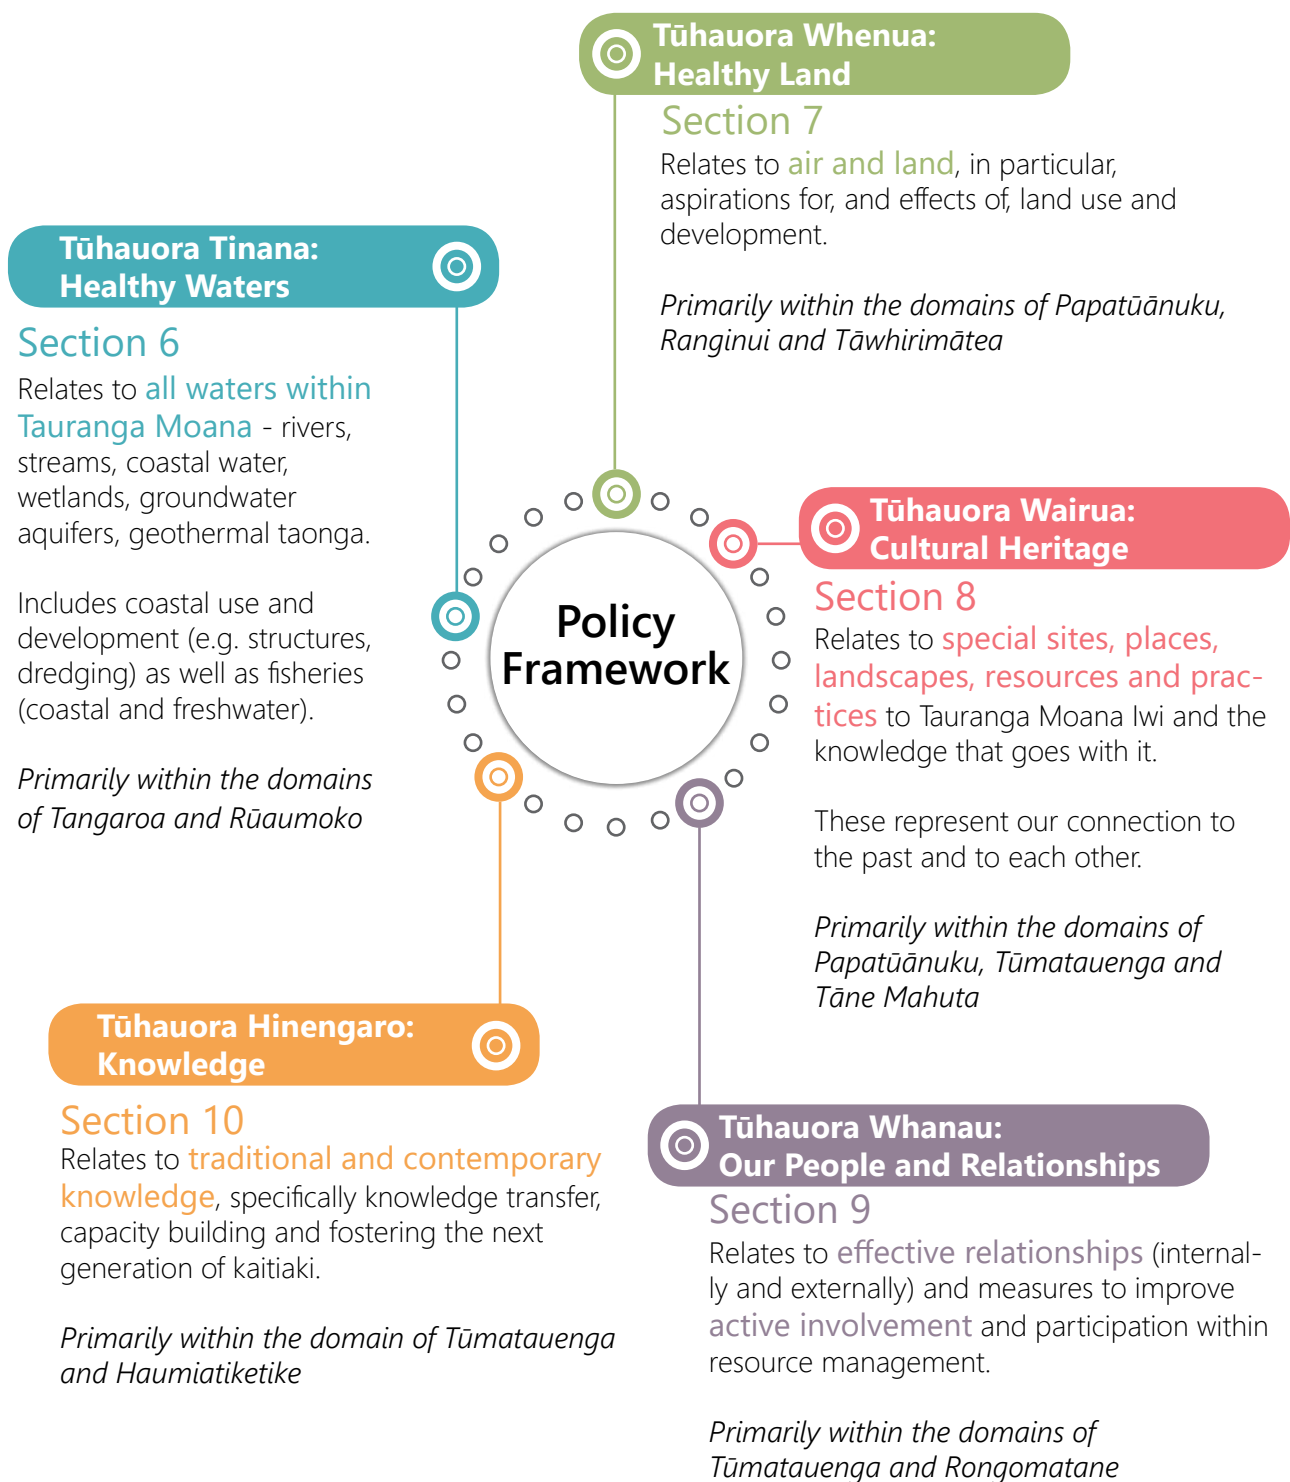 Tūhauora Whenua:
Healthy Land
Section 7
Relates to air and land, in particular,
aspirations for, and effects of, land use and
development.
Primarily within the domains of Papatūānuku,
Ranginui and Tāwhirimātea
Tūhauora Tinana:
Healthy Waters
Section 6
Relates to all waters within
Tauranga Moana - rivers,
streams, coastal water,
wetlands, groundwater
aquifers, geothermal taonga.
Includes coastal use and
development (e.g. structures,
dredging) as well as fisheries
(coastal and freshwater).
Primarily within the domains
of Tangaroa and Rūaumoko
Policy
Framework
Tūhauora Wairua:
Cultural Heritage
Section 8
Relates to special sites, places,
landscapes, resources and prac-
tices to Tauranga Moana Iwi and the
knowledge that goes with it.
These represent our connection to
the past and to each other.
Primarily within the domains of
Papatūānuku, Tūmatauenga and
Tāne Mahuta
Tūhauora Hinengaro:
Knowledge
Section 10
Relates to traditional and contemporary
knowledge, specifically knowledge transfer,
capacity building and fostering the next
generation of kaitiaki.
Primarily within the domain of Tūmatauenga
and Haumiatiketike
Tūhauora Whanau:
Our People and Relationships
Section 9
Relates to effective relationships (internal-
ly and externally) and measures to improve
active involvement and participation within
resource management.
Primarily within the domains of
Tūmatauenga and Rongomatane